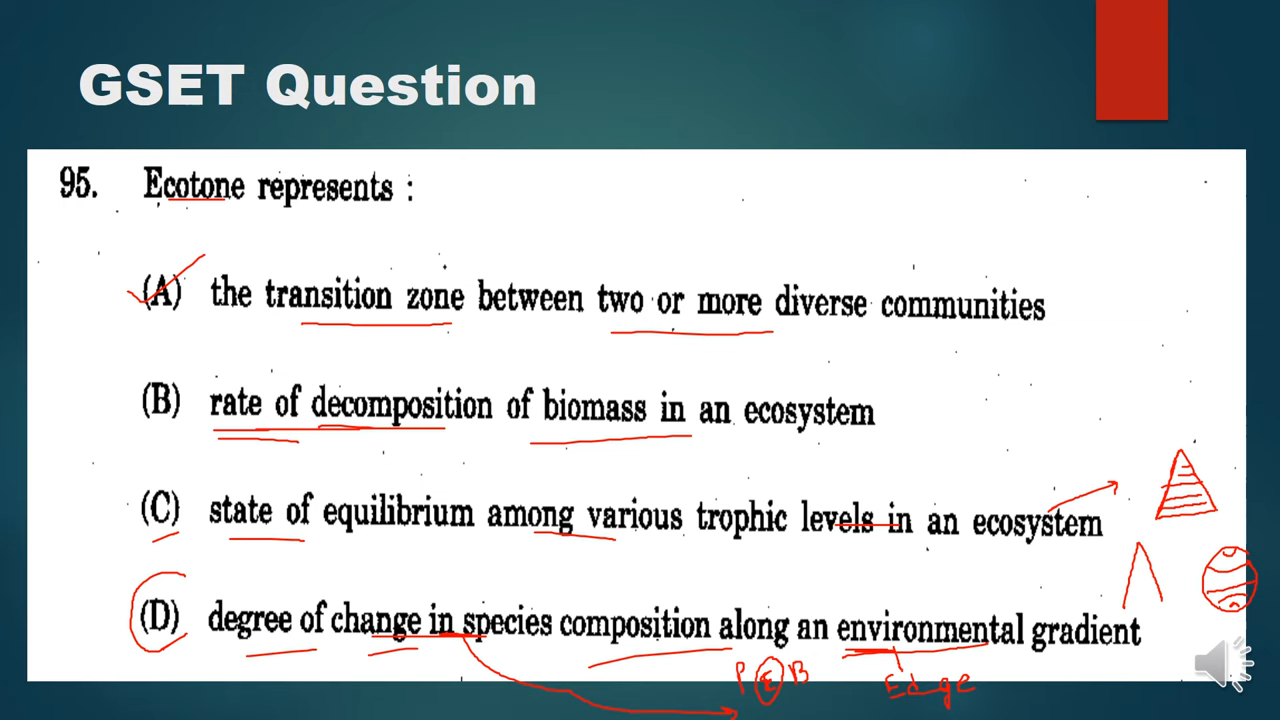 GSET Question
95. Ecotone represents :
(A) the transition zone between two or more diverse communities
(B) rate of decomposition of biomass in an ecosystem
(C) state of equilibrium among various trophic levels in an ecosystem
(D) degree of change in species composition along an environmental gradient
P E B
Edge